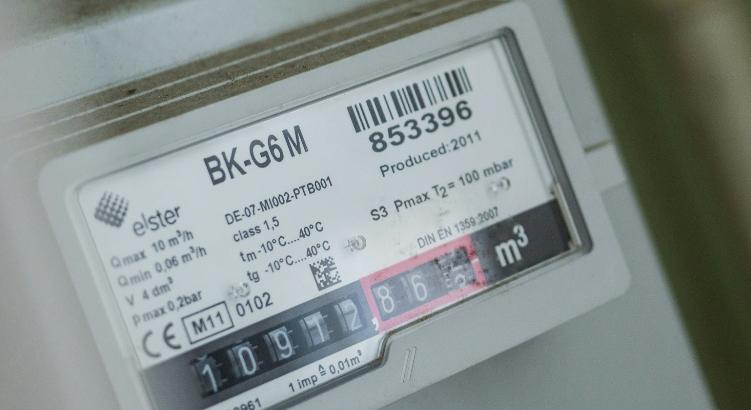 BK-G6 M
853396
Produced: 2011
elster
Qmax 10 m³/h
Qmin 0,06 m³/h
V 4 dm³
pmax 0,2bar
DE-07-MI002-PTB001
class 1,5
tm -10°C....40°C
tg -10°C....40°C
S3 Pmax T₂ = 100 mbar
DIN EN 1359:2007
CE M11 0102
10912,86 m³
1 imp ≙ 0,01m³